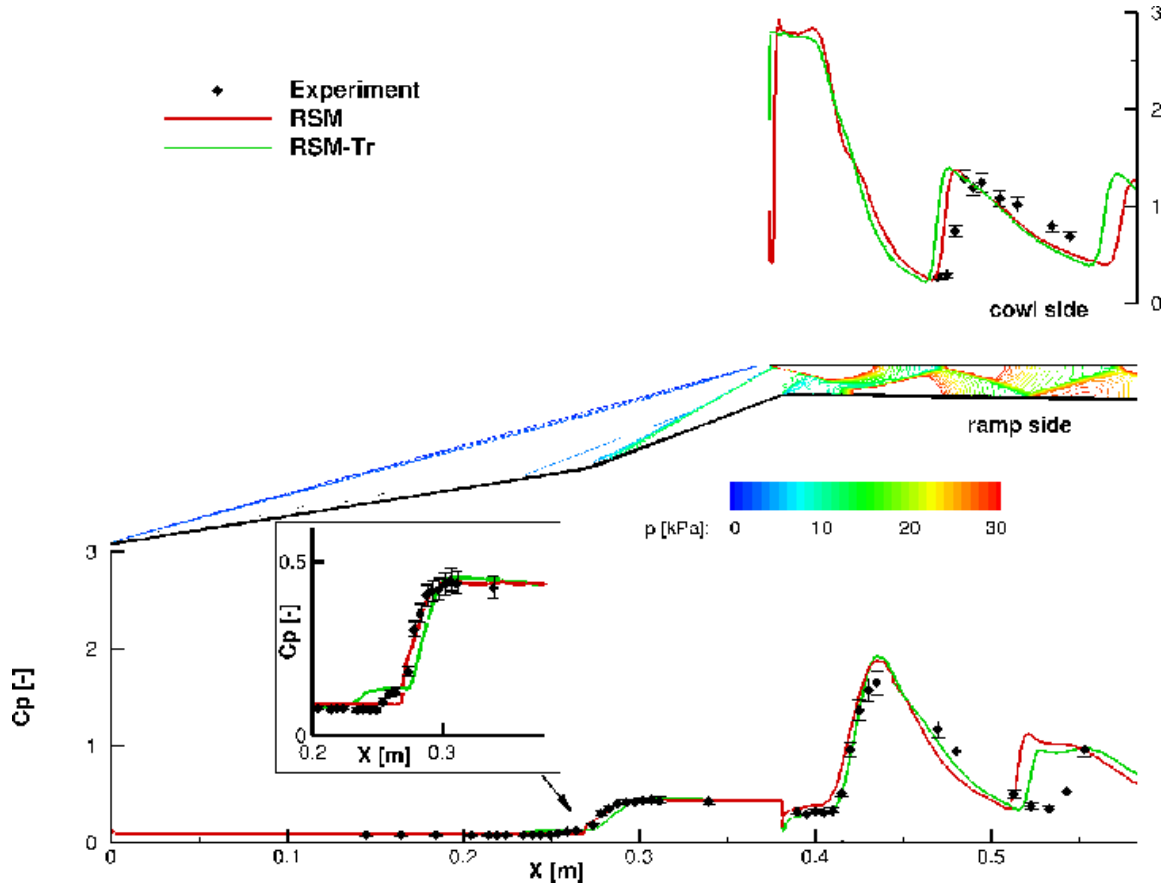 3
Experiment
RSM
RSM-Tr
2
1
cowl side
0
ramp side
p [kPa]: 0 10 20 30
3
0.5
2
Cp [-]
Cp [-]
1
0
0.2 X [m] 0.3
0
0 0.1 0.2 0.3 0.4 0.5
X [m]